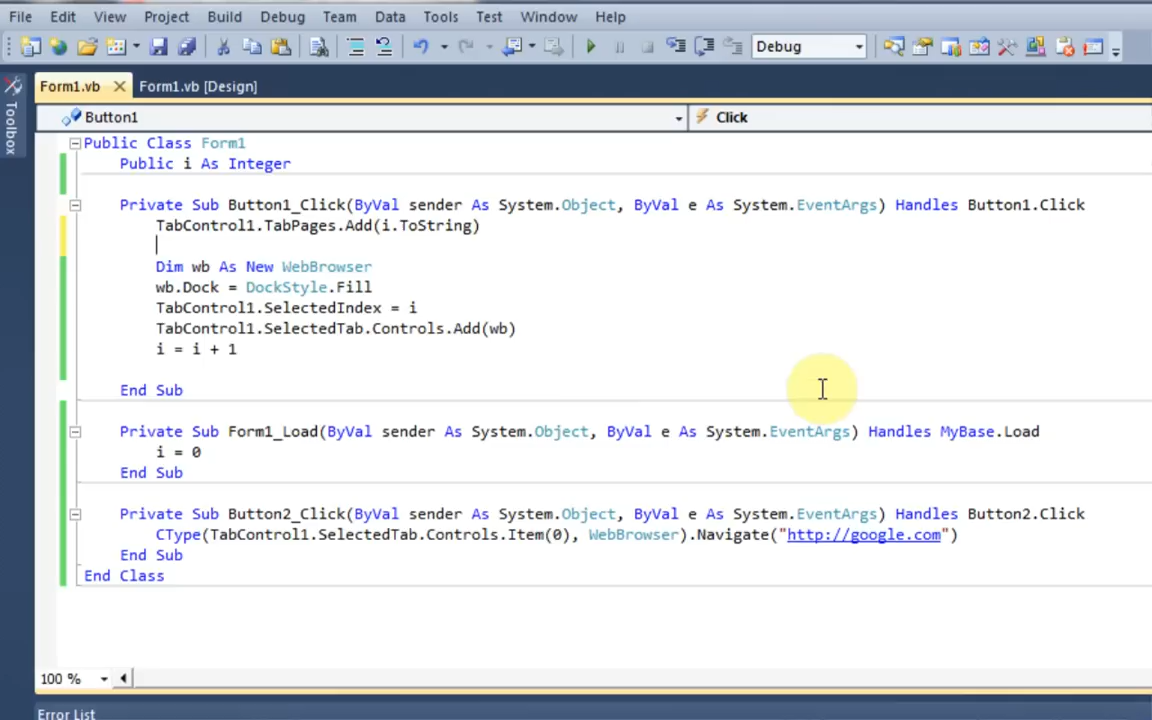 File Edit View Project Build Debug Team Data Tools Test Window Help
Debug
Toolbox
Form1.vb Form1.vb [Design]
Button1 Click
Public Class Form1
Public i As Integer
Private Sub Button1_Click(ByVal sender As System.Object, ByVal e As System.EventArgs) Handles Button1.Click
TabControl1.TabPages.Add(i.ToString)
Dim wb As New WebBrowser
wb.Dock = DockStyle.Fill
TabControl1.SelectedIndex = i
TabControl1.SelectedTab.Controls.Add(wb)
i = i + 1
End Sub
Private Sub Form1_Load(ByVal sender As System.Object, ByVal e As System.EventArgs) Handles MyBase.Load
i = 0
End Sub
Private Sub Button2_Click(ByVal sender As System.Object, ByVal e As System.EventArgs) Handles Button2.Click
CType(TabControl1.SelectedTab.Controls.Item(0), WebBrowser).Navigate("http://google.com")
End Sub
End Class
100 %
Error List